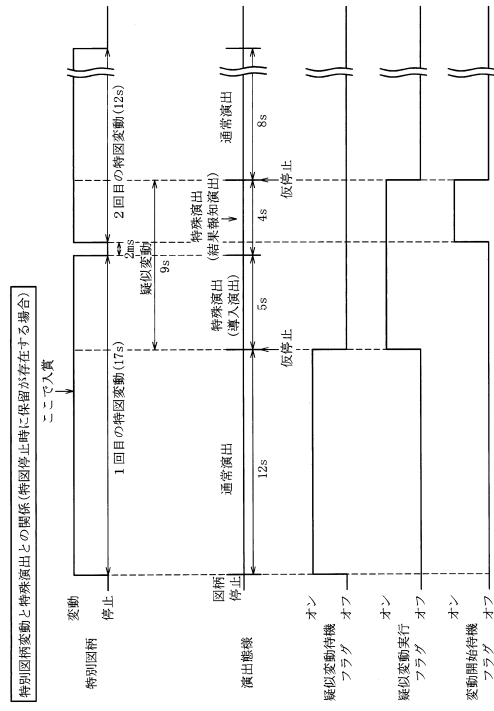 特別図柄変動と特殊演出との関係(特図停止時に保留が存在する場合)
ここで入賞
変動
停止
特別図柄
1回目の特図変動(17s)
2ms
2回目の特図変動(12s)
疑似変動
9s
演出態様
図柄
停止
通常演出
12s
特殊演出
(導入演出)
5s
特殊演出
(結果報知演出)
4s
通常演出
8s
仮停止
仮停止
疑似変動待機
フラグ
オン
オフ
疑似変動実行
フラグ
オン
オフ
変動開始待機
フラグ
オン
オフ